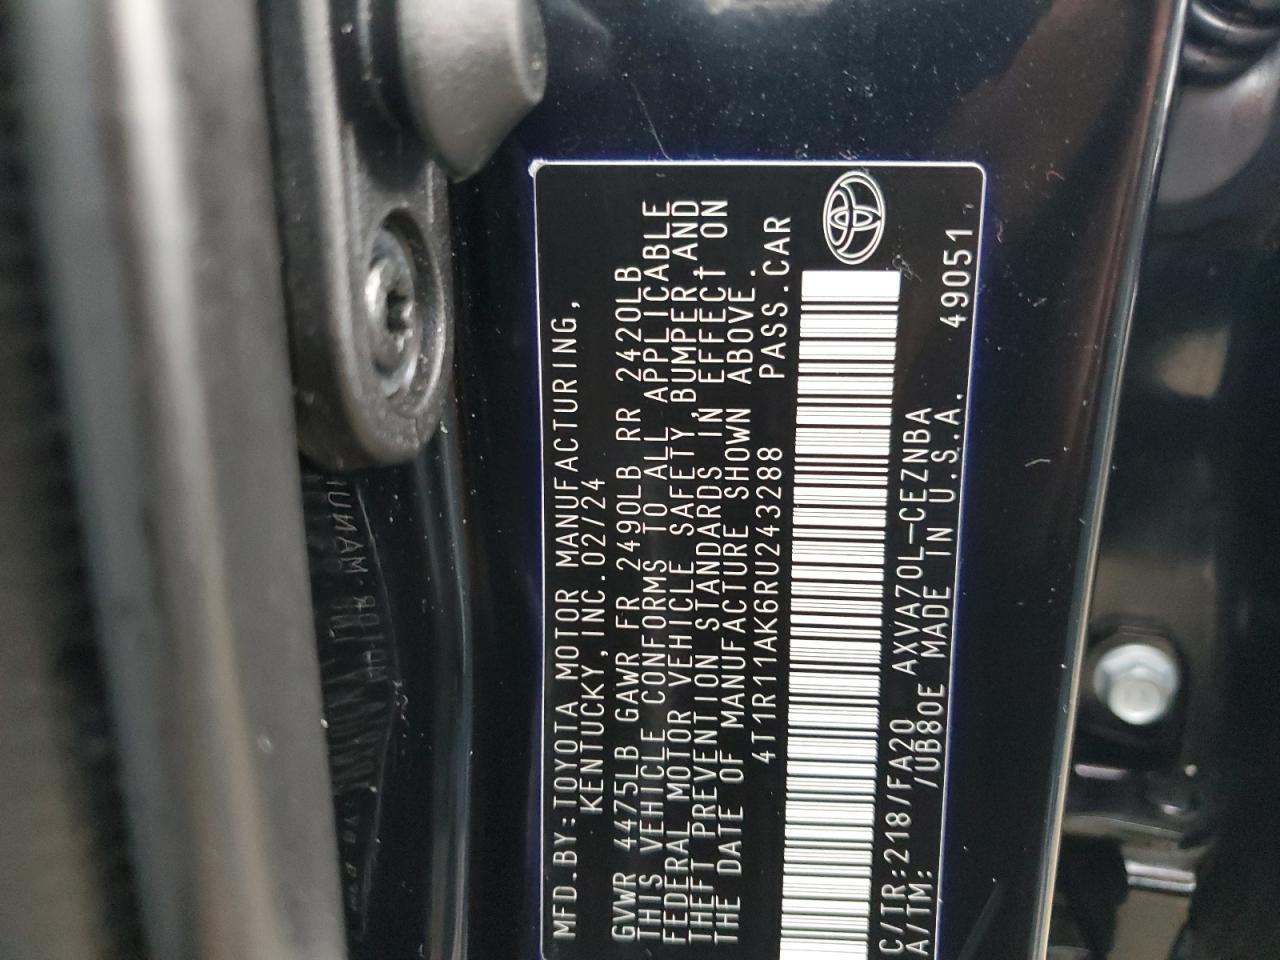 MFD.BY:TOYOTA MOTOR MANUFACTURING,
KENTUCKY,INC.02/24
GVWR 4475LB GAWR FR 2490LB RR 2420LB
THIS VEHICLE CONFORMS TO ALL APPLICABLE
FEDERAL MOTOR VEHICLE SAFETY,BUMPER,AND
THEFT PREVENTION STANDARDS IN EFFECT ON
THE DATE OF MANUFACTURE SHOWN ABOVE.
4T1R11AK6RU243288 PASS.CAR
C/TR:218/FA20 AXVA70L-CEZNBA
A/TM: /UB80E MADE IN U.S.A. 49051